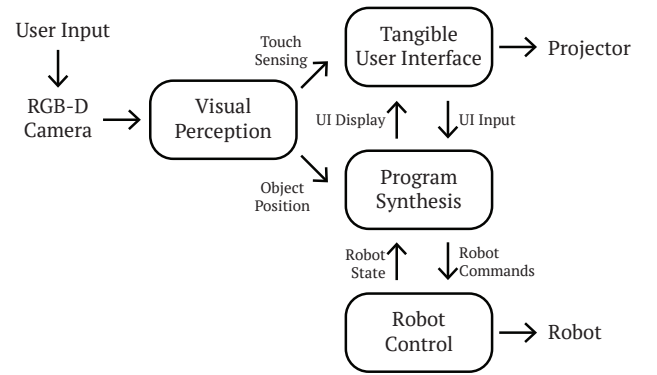 User Input
RGB-D
Camera
Visual
Perception
Touch
Sensing
Object
Position
Tangible
User Interface
Projector
UI Display
UI Input
Program
Synthesis
Robot
State
Robot
Commands
Robot
Control
Robot